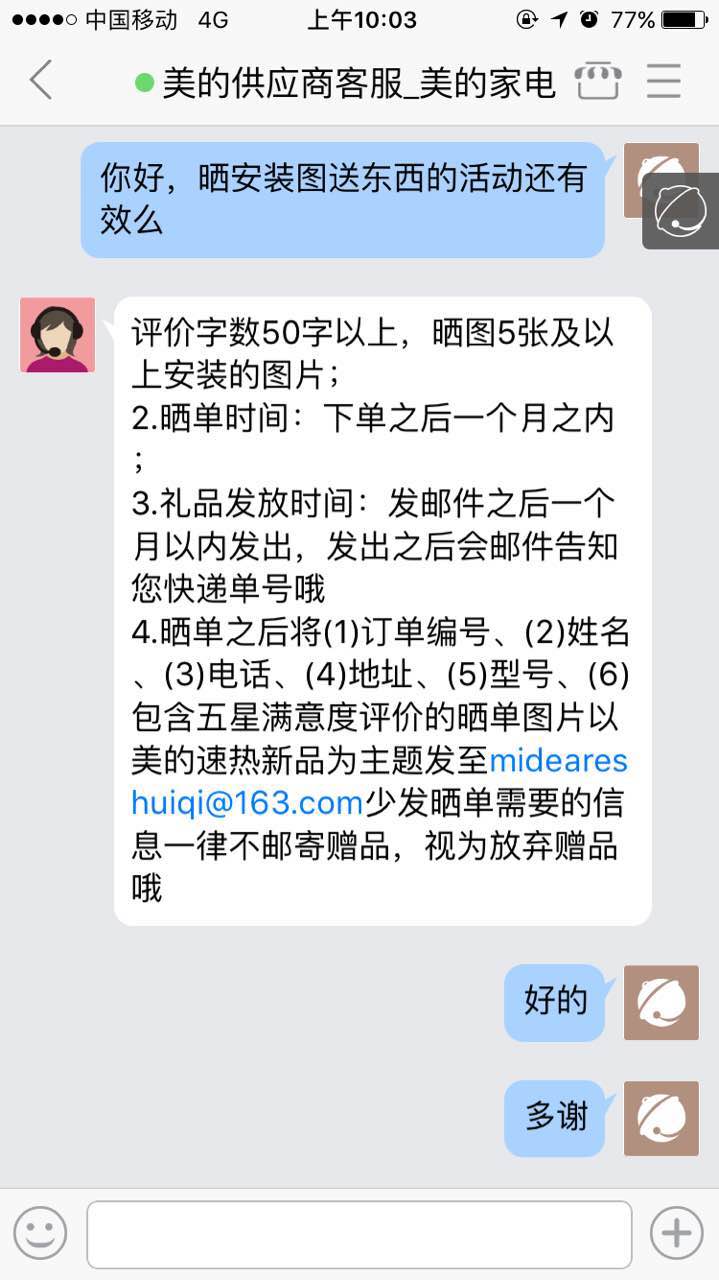 中国移动 4G 上午10:03 77%
美的供应商客服_美的家电
你好，晒安装图送东西的活动还有
效么
评价字数50字以上，晒图5张及以
上安装的图片；
2.晒单时间：下单之后一个月之内
；
3.礼品发放时间：发邮件之后一个
月以内发出，发出之后会邮件告知
您快递单号哦
4.晒单之后将(1)订单编号、(2)姓名
、(3)电话、(4)地址、(5)型号、(6)
包含五星满意度评价的晒单图片以
美的速热新品为主题发至mideares
huiqi@163.com少发晒单需要的信
息一律不邮寄赠品，视为放弃赠品
哦
好的
多谢